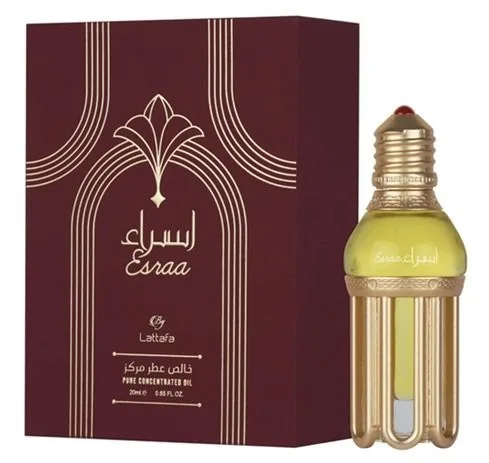 اسراء
Esraa
By
Lattafa
خالص عطر مركز
PURE CONCENTRATED OIL
20ml ℮ 0.65 FL. OZ.
اسراء
Esraa